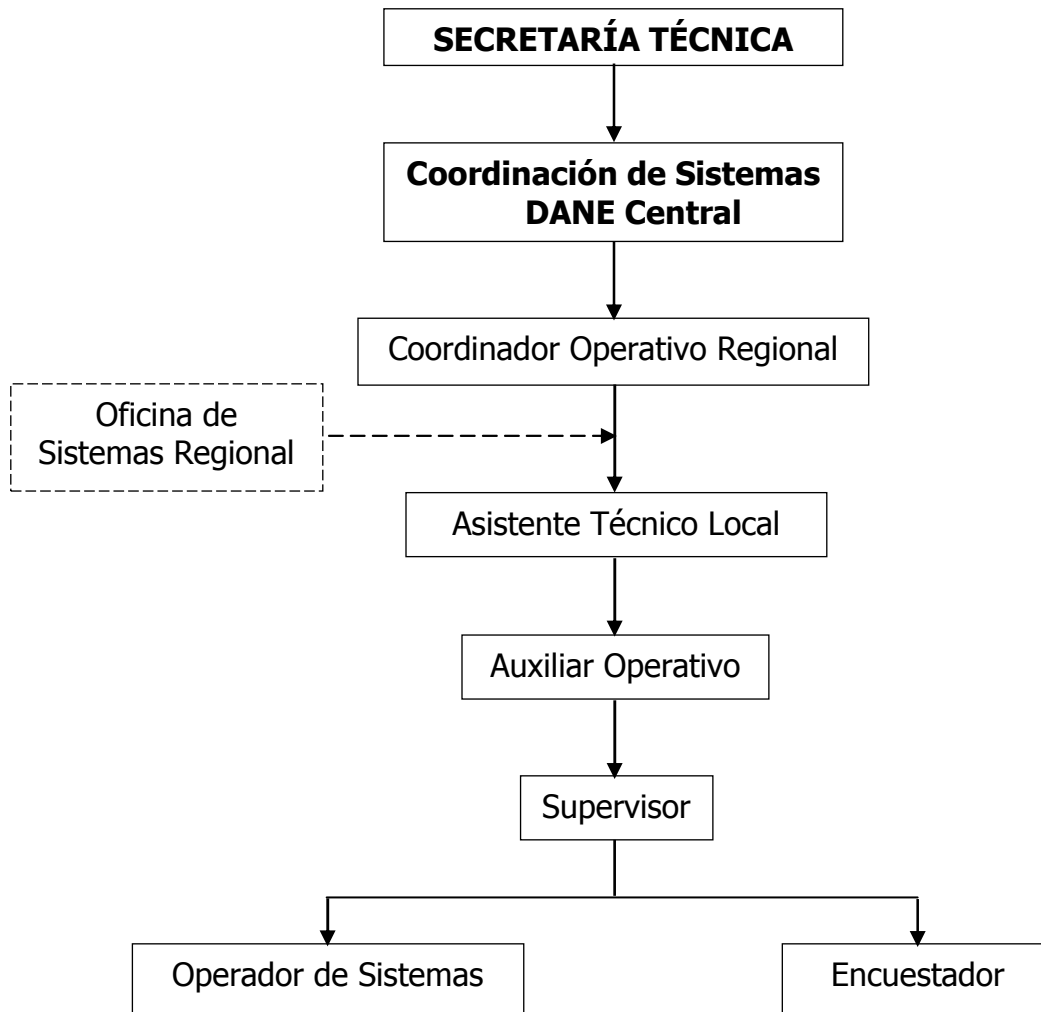 SECRETARÍA TÉCNICA
Coordinación de Sistemas
DANE Central
Coordinador Operativo Regional
Oficina de
Sistemas Regional
Asistente Técnico Local
Auxiliar Operativo
Supervisor
Operador de Sistemas
Encuestador